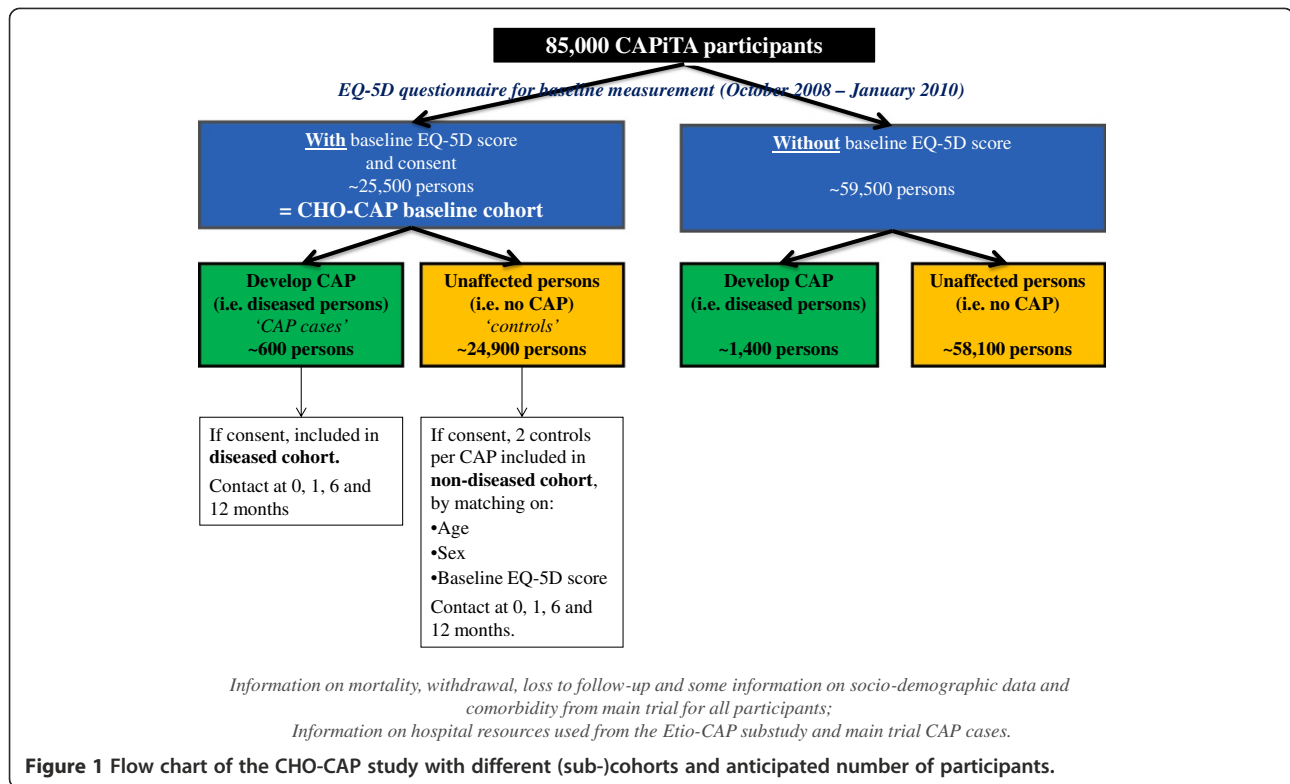 85,000 CAPiTA participants
EQ-5D questionnaire for baseline measurement (October 2008 – January 2010)
With baseline EQ-5D score
and consent
~25,500 persons
= CHO-CAP baseline cohort
Without baseline EQ-5D score
~59,500 persons
Develop CAP
(i.e. diseased persons)
‘CAP cases’
~600 persons
Unaffected persons
(i.e. no CAP)
‘controls’
~24,900 persons
Develop CAP
(i.e. diseased persons)
~1,400 persons
Unaffected persons
(i.e. no CAP)
~58,100 persons
If consent, included in
diseased cohort.
Contact at 0, 1, 6 and
12 months
If consent, 2 controls
per CAP included in
non-diseased cohort,
by matching on:
•Age
•Sex
•Baseline EQ-5D score
Contact at 0, 1, 6 and
12 months.
Information on mortality, withdrawal, loss to follow-up and some information on socio-demographic data and
comorbidity from main trial for all participants;
Information on hospital resources used from the Etio-CAP substudy and main trial CAP cases.
Figure 1 Flow chart of the CHO-CAP study with different (sub-)cohorts and anticipated number of participants.